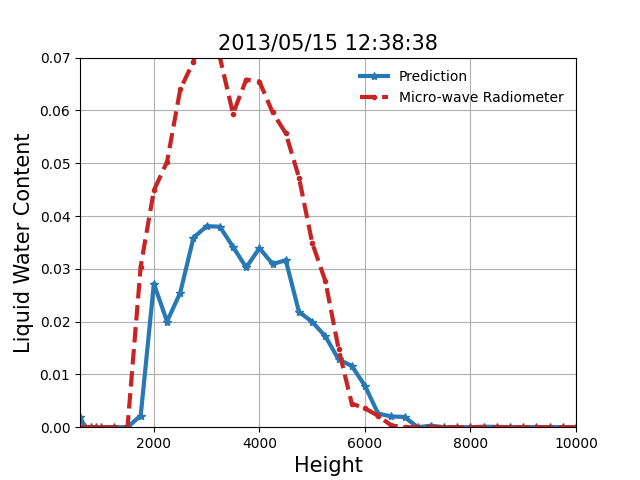 2013/05/15 12:38:38
Liquid Water Content
0.07
0.06
0.05
0.04
0.03
0.02
0.01
0.00
Prediction
Micro-wave Radiometer
2000 4000 6000 8000 10000
Height